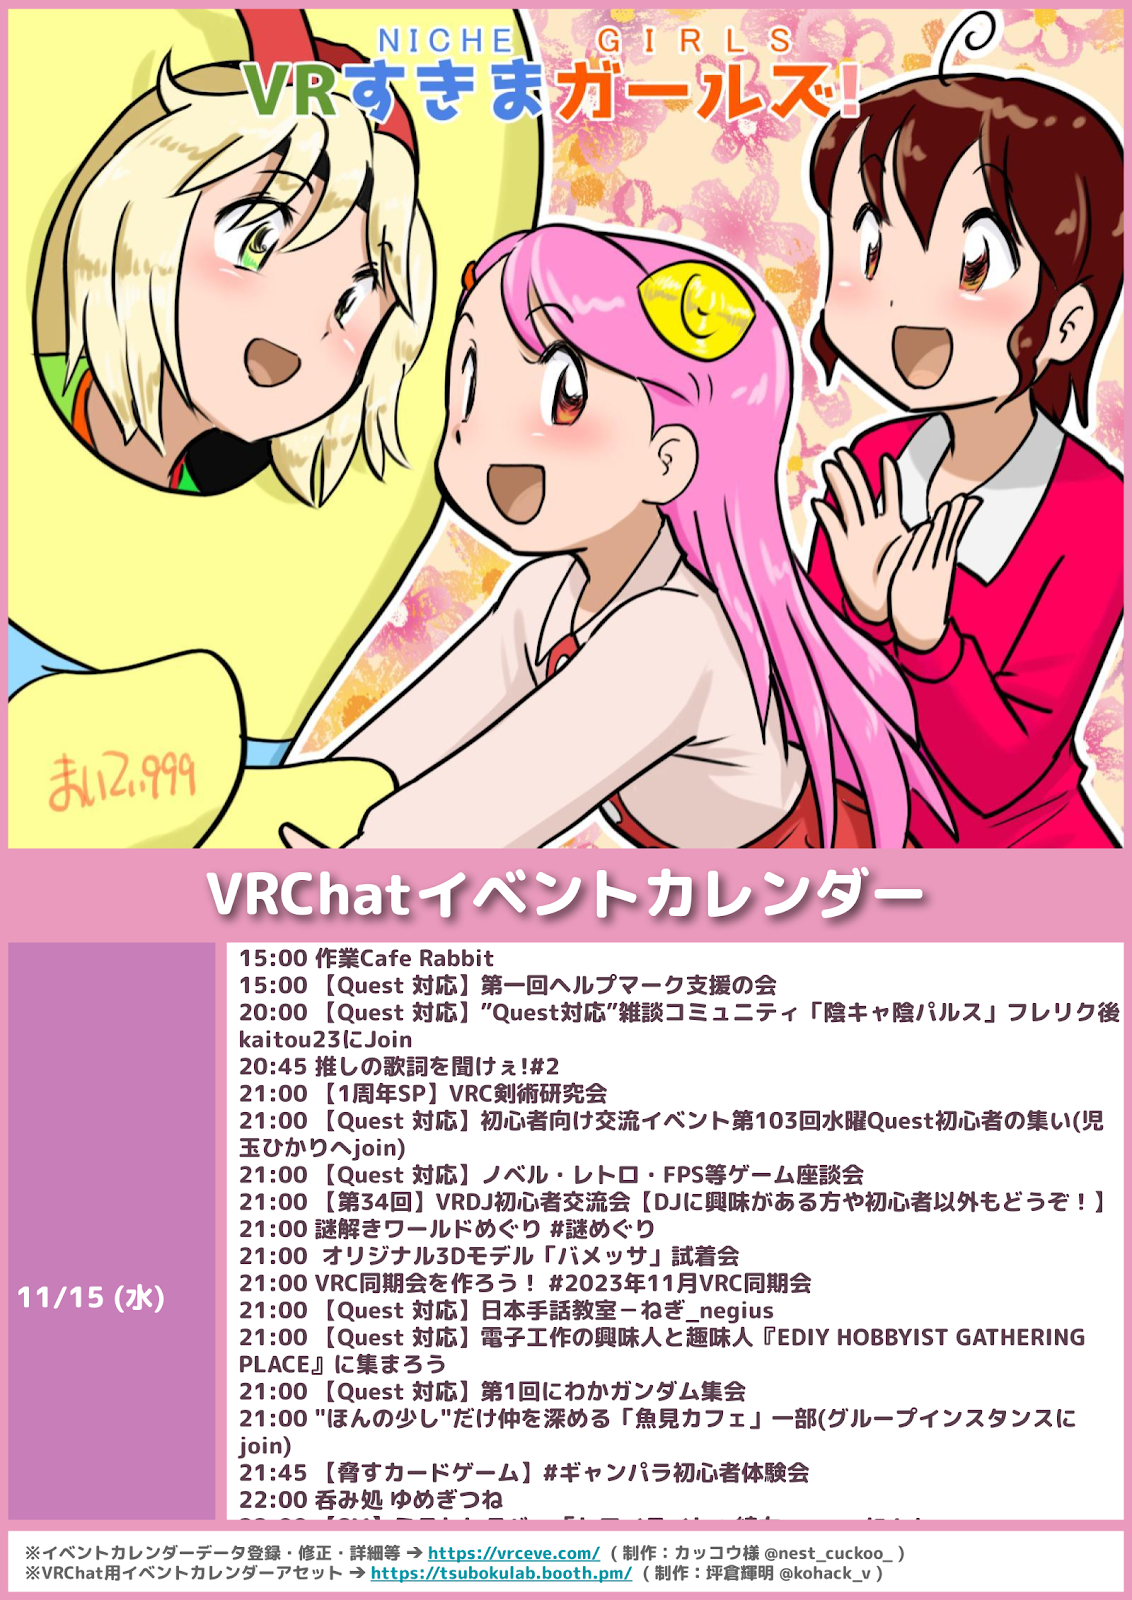 NICHE GIRLS
VRすきまガールズ!
まいてぃ999
VRChatイベントカレンダー
11/15 (水)
15:00 作業Cafe Rabbit
15:00 【Quest 対応】第一回ヘルプマーク支援の会
20:00 【Quest 対応】”Quest対応”雑談コミュニティ「陰キャ陰パルス」フレリク後
kaitou23にJoin
20:45 推しの歌詞を聞けぇ!#2
21:00 【1周年SP】VRC剣術研究会
21:00 【Quest 対応】初心者向け交流イベント第103回水曜Quest初心者の集い(児
玉ひかりへjoin)
21:00 【Quest 対応】ノベル・レトロ・FPS等ゲーム座談会
21:00 【第34回】VRDJ初心者交流会【DJに興味がある方や初心者以外もどうぞ！】
21:00 謎解きワールドめぐり #謎めぐり
21:00 オリジナル3Dモデル「バメッサ」試着会
21:00 VRC同期会を作ろう！ #2023年11月VRC同期会
21:00 【Quest 対応】日本手話教室－ねぎ_negius
21:00 【Quest 対応】電子工作の興味人と趣味人『EDIY HOBBYIST GATHERING
PLACE』に集まろう
21:00 【Quest 対応】第1回にわかガンダム集会
21:00 "ほんの少し"だけ仲を深める「魚見カフェ」一部(グループインスタンスに
join)
21:45 【脅すカードゲーム】#ギャンパラ初心者体験会
22:00 呑み処 ゆめぎつね
※イベントカレンダーデータ登録・修正・詳細等 ➔ https://vrceve.com/ ( 制作：カッコウ様 @nest_cuckoo_ )
※VRChat用イベントカレンダーアセット ➔ https://tsubokulab.booth.pm/ ( 制作：坪倉輝明 @kohack_v )